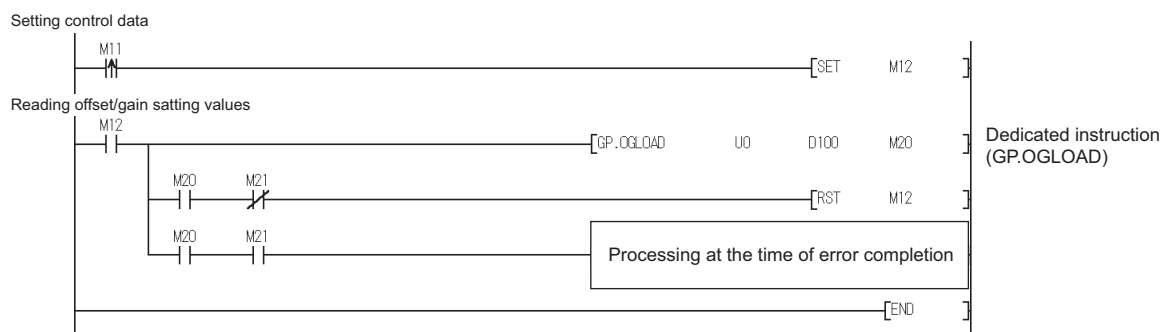 Setting control data
M11
SET M12
Reading offset/gain satting values
M12
GP.OGLOAD U0 D100 M20
Dedicated instruction
(GP.OGLOAD)
M20 M21
RST M12
M20 M21
Processing at the time of error completion
END